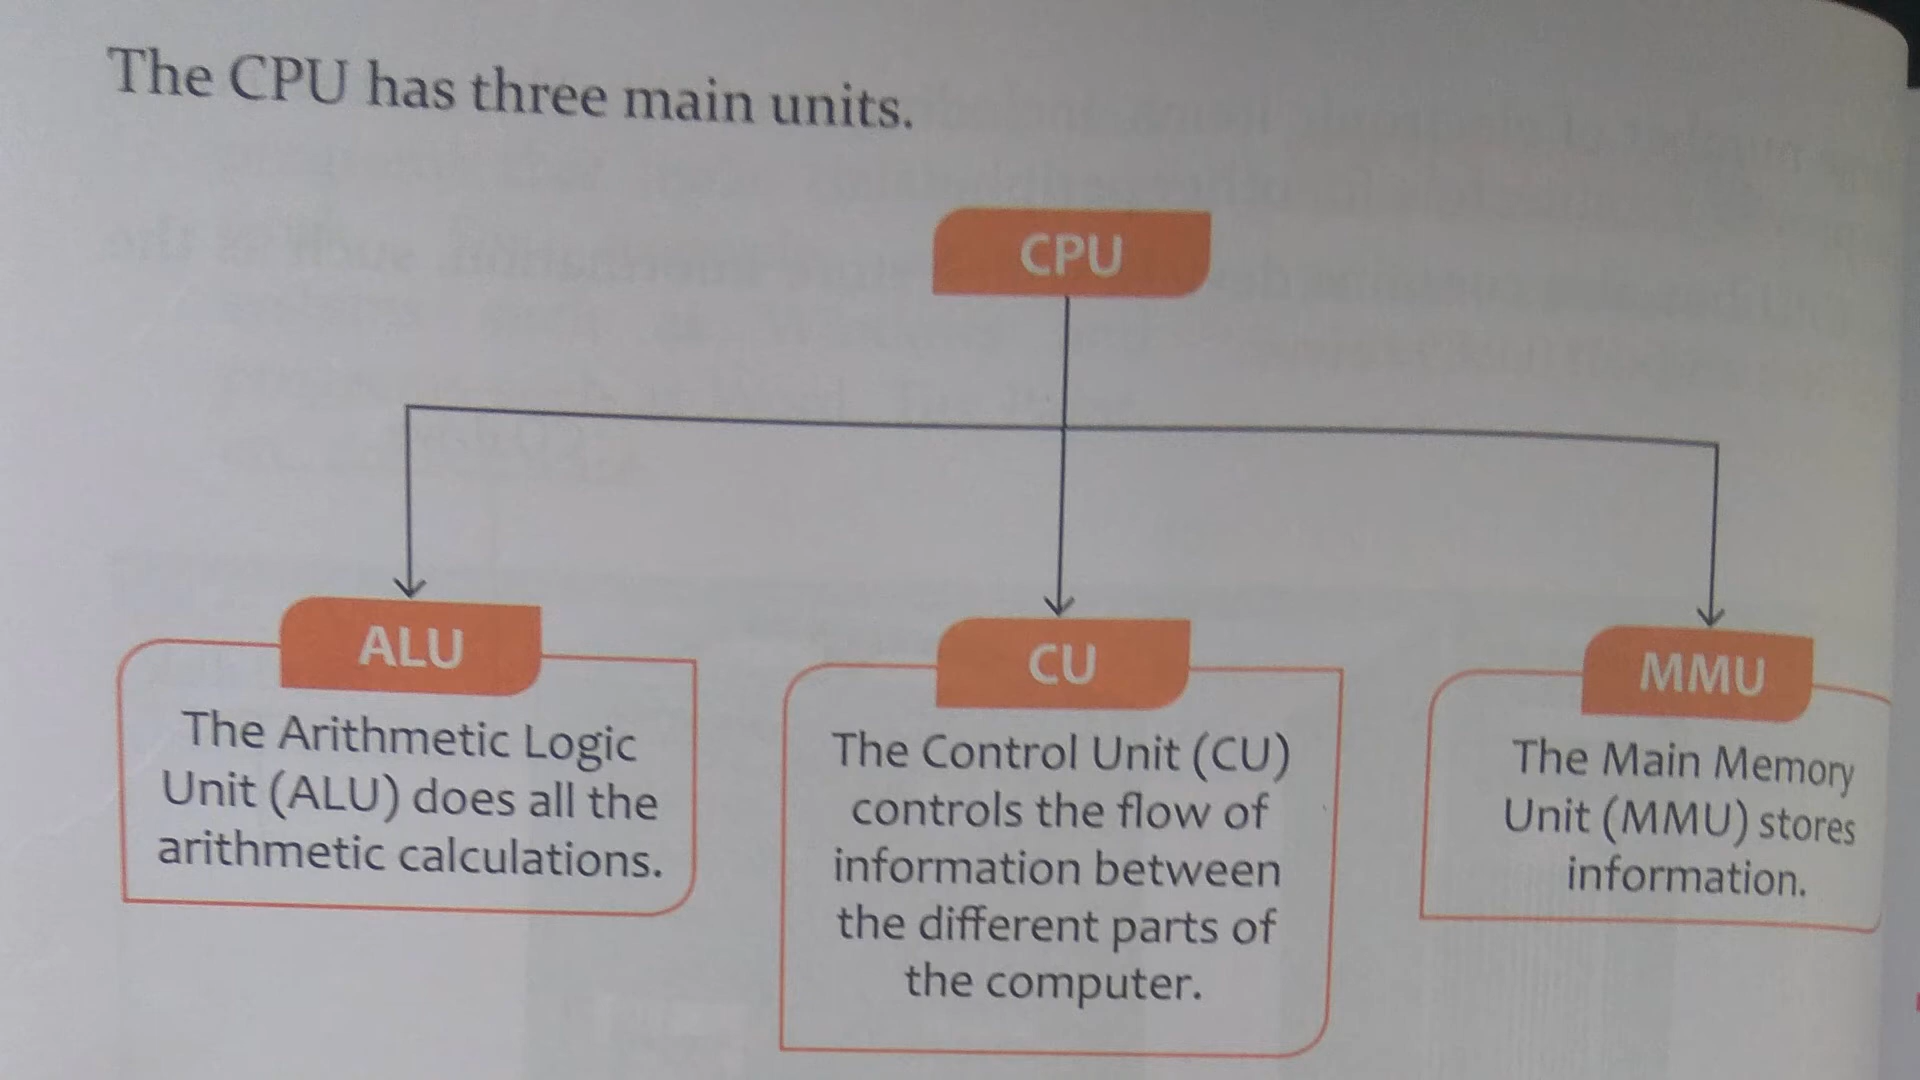 The CPU has three main units.
CPU
ALU
The Arithmetic Logic
Unit (ALU) does all the
arithmetic calculations.
CU
The Control Unit (CU)
controls the flow of
information between
the different parts of
the computer.
MMU
The Main Memory
Unit (MMU) stores
information.